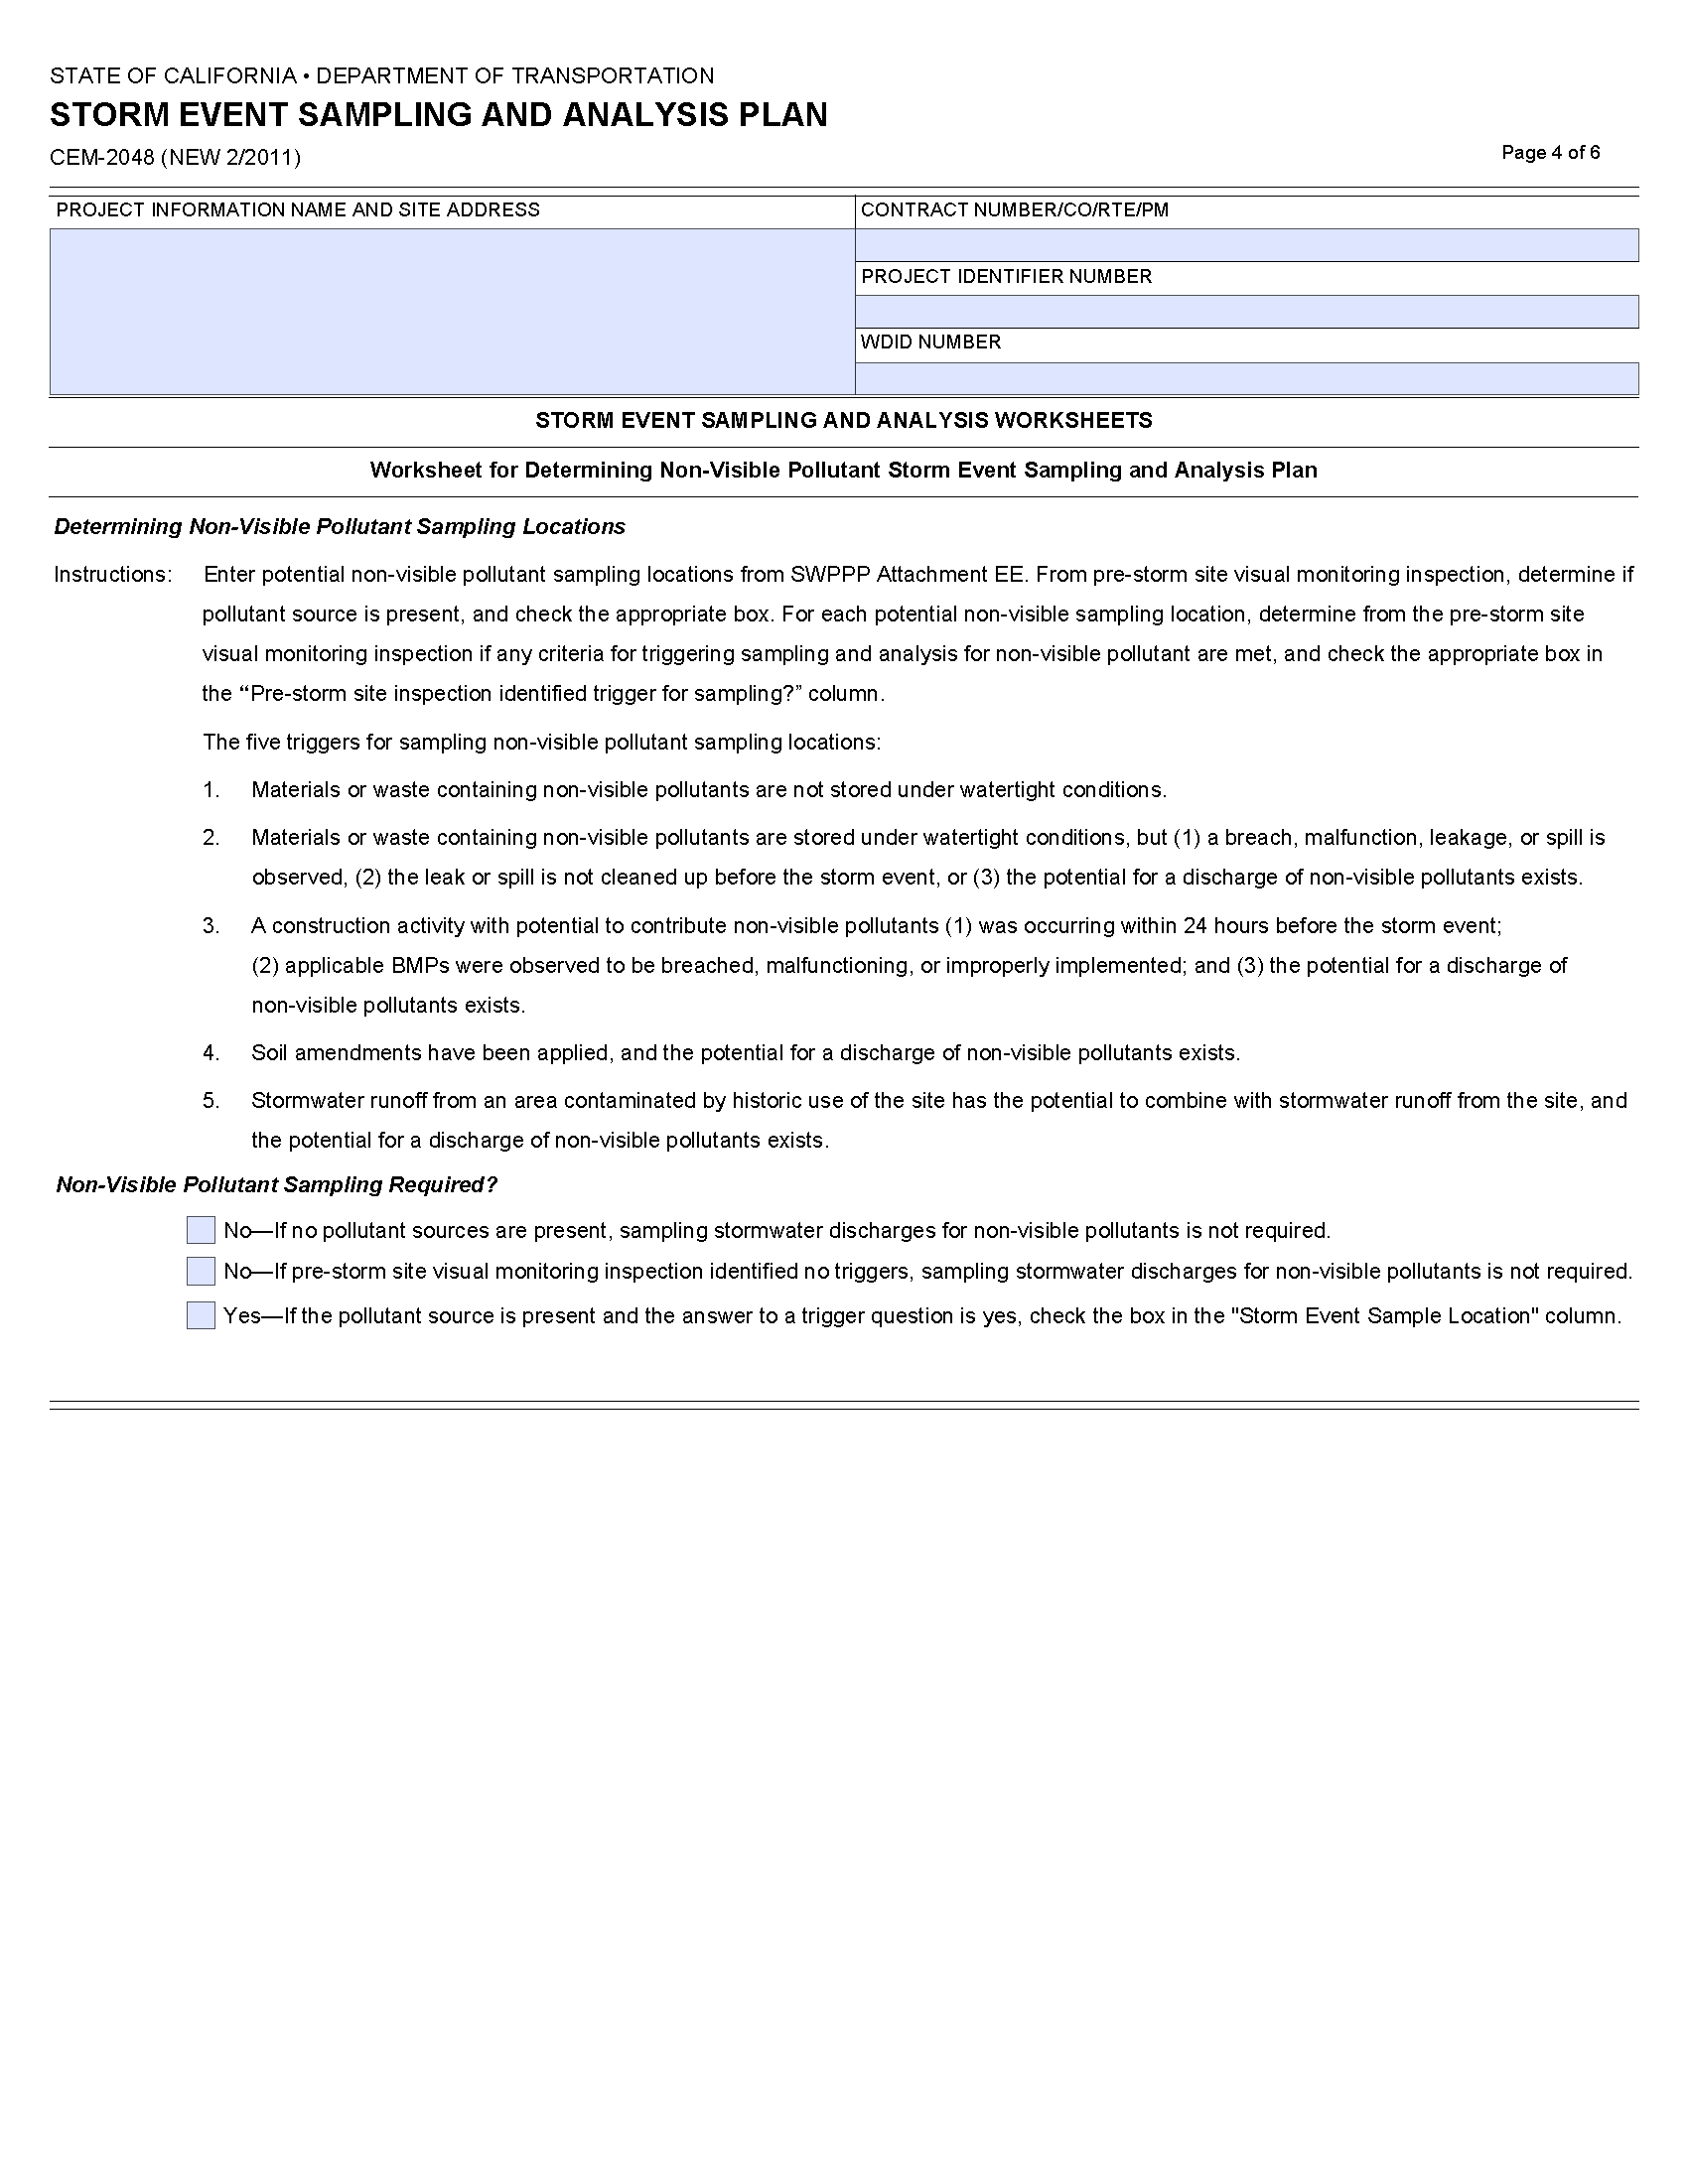 STATE OF CALIFORNIA • DEPARTMENT OF TRANSPORTATION
STORM EVENT SAMPLING AND ANALYSIS PLAN
CEM-2048 (NEW 2/2011)
Page 4 of 6
PROJECT INFORMATION NAME AND SITE ADDRESS
CONTRACT NUMBER/CO/RTE/PM
PROJECT IDENTIFIER NUMBER
WDID NUMBER
STORM EVENT SAMPLING AND ANALYSIS WORKSHEETS
Worksheet for Determining Non-Visible Pollutant Storm Event Sampling and Analysis Plan
Determining Non-Visible Pollutant Sampling Locations
Instructions: Enter potential non-visible pollutant sampling locations from SWPPP Attachment EE. From pre-storm site visual monitoring inspection, determine if
pollutant source is present, and check the appropriate box. For each potential non-visible sampling location, determine from the pre-storm site
visual monitoring inspection if any criteria for triggering sampling and analysis for non-visible pollutant are met, and check the appropriate box in
the “Pre-storm site inspection identified trigger for sampling?” column.
The five triggers for sampling non-visible pollutant sampling locations:
1. Materials or waste containing non-visible pollutants are not stored under watertight conditions.
2. Materials or waste containing non-visible pollutants are stored under watertight conditions, but (1) a breach, malfunction, leakage, or spill is
observed, (2) the leak or spill is not cleaned up before the storm event, or (3) the potential for a discharge of non-visible pollutants exists.
3. A construction activity with potential to contribute non-visible pollutants (1) was occurring within 24 hours before the storm event;
(2) applicable BMPs were observed to be breached, malfunctioning, or improperly implemented; and (3) the potential for a discharge of
non-visible pollutants exists.
4. Soil amendments have been applied, and the potential for a discharge of non-visible pollutants exists.
5. Stormwater runoff from an area contaminated by historic use of the site has the potential to combine with stormwater runoff from the site, and
the potential for a discharge of non-visible pollutants exists.
Non-Visible Pollutant Sampling Required?
No—If no pollutant sources are present, sampling stormwater discharges for non-visible pollutants is not required.
No—If pre-storm site visual monitoring inspection identified no triggers, sampling stormwater discharges for non-visible pollutants is not required.
Yes—If the pollutant source is present and the answer to a trigger question is yes, check the box in the "Storm Event Sample Location" column.